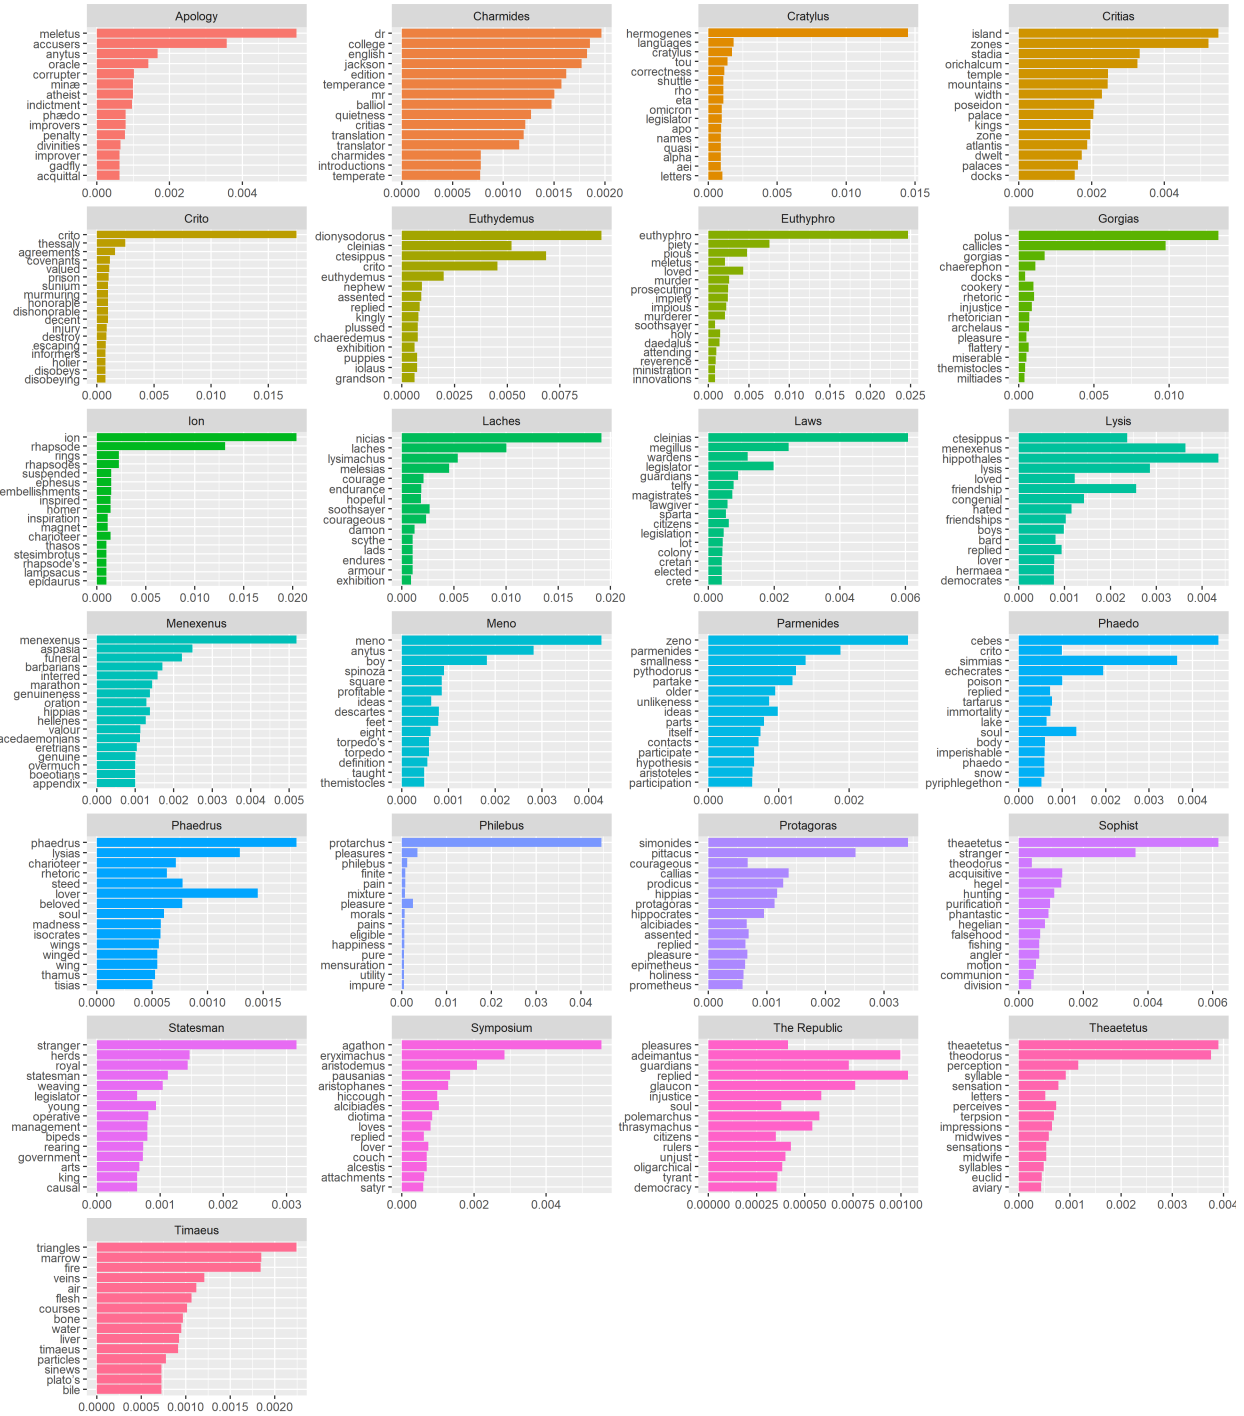 Apology
meletus
accusers
anytus
oracle
corrupter
minæ
atheist
indictment
phædo
improvers
penalty
divinities
improver
gadfly
acquittal
0.000 0.002 0.004
Charmides
dr
college
english
jackson
edition
temperance
mr
balliol
quietness
critias
translation
translator
charmides
introductions
temperate
0.0000 0.0005 0.0010 0.0015 0.0020
Cratylus
hermogenes
languages
cratylus
tou
correctness
shuttle
rho
eta
omicron
legislator
apo
names
quasi
alpha
aei
letters
0.000 0.005 0.010 0.015
Critias
island
zones
stadia
orichalcum
temple
mountains
width
poseidon
palace
kings
zone
atlantis
dwelt
palaces
docks
0.000 0.002 0.004
Crito
crito
thessaly
agreements
covenants
valued
prison
sunium
murmuring
honorable
dishonorable
decent
injury
destroy
escaping
informers
holier
disobeys
disobeying
0.000 0.005 0.010 0.015
Euthydemus
dionysodorus
cleinias
ctesippus
crito
euthydemus
nephew
assented
replied
kingly
plussed
chaeredemus
exhibition
puppies
iolaus
grandson
0.0000 0.0025 0.0050 0.0075
Euthyphro
euthyphro
piety
pious
meletus
loved
murder
prosecuting
impiety
impious
murderer
soothsayer
holy
daedalus
attending
reverence
ministration
innovations
0.000 0.005 0.010 0.015 0.020 0.025
Gorgias
polus
callicles
gorgias
chaerephon
docks
cookery
rhetoric
injustice
rhetorician
archelaus
pleasure
flattery
miserable
themistocles
miltiades
0.000 0.005 0.010
Ion
ion
rhapsode
rings
rhapsodes
suspended
ephesus
embellishments
inspired
homer
inspiration
magnet
charioteer
thasos
stesimbrotus
rhapsode's
lampsacus
epidaurus
0.000 0.005 0.010 0.015 0.020
Laches
nicias
laches
lysimachus
melesias
courage
endurance
hopeful
soothsayer
courageous
damon
scythe
lads
endures
armour
exhibition
0.000 0.005 0.010 0.015 0.020
Laws
cleinias
megillus
wardens
legislator
guardians
telfy
magistrates
lawgiver
sparta
citizens
legislation
lot
colony
cretan
elected
crete
0.000 0.002 0.004 0.006
Lysis
ctesippus
menexenus
hippothales
lysis
loved
friendship
congenial
hated
friendships
boys
bard
replied
lover
hermaea
democrates
0.000 0.001 0.002 0.003 0.004
Menexenus
menexenus
aspasia
funeral
barbarians
interred
marathon
genuineness
oration
hippias
hellenes
valour
acedaemonians
eretrians
genuine
overmuch
boeotians
appendix
0.000 0.001 0.002 0.003 0.004 0.005
Meno
meno
anytus
boy
spinoza
square
profitable
ideas
descartes
feet
eight
torpedo's
torpedo
definition
taught
themistocles
0.000 0.001 0.002 0.003 0.004
Parmenides
zeno
parmenides
smallness
pythodorus
partake
older
unlikeness
ideas
parts
itself
contacts
participate
hypothesis
aristoteles
participation
0.000 0.001 0.002
Phaedo
cebes
crito
simmias
echecrates
poison
replied
tartarus
immortality
lake
soul
body
imperishable
phaedo
snow
pyriphlegethon
0.000 0.001 0.002 0.003 0.004
Phaedrus
phaedrus
lysias
charioteer
rhetoric
steed
lover
beloved
soul
madness
isocrates
wings
winged
wing
thamus
tisias
0.0000 0.0005 0.0010 0.0015
Philebus
protarchus
pleasures
philebus
finite
pain
mixture
pleasure
morals
pains
eligible
happiness
pure
mensuration
utility
impure
0.00 0.01 0.02 0.03 0.04
Protagoras
simonides
pittacus
courageous
callias
prodicus
hippias
protagoras
hippocrates
alcibiades
assented
replied
pleasure
epimetheus
holiness
prometheus
0.000 0.001 0.002 0.003
Sophist
theaetetus
stranger
theodorus
acquisitive
hegel
hunting
purification
phantastic
hegelian
falsehood
fishing
angler
motion
communion
division
0.000 0.002 0.004 0.006
Statesman
stranger
herds
royal
statesman
weaving
legislator
young
operative
management
bipeds
rearing
government
arts
king
causal
0.000 0.001 0.002 0.003
Symposium
agathon
eryximachus
aristodemus
pausanias
aristophanes
hiccough
alcibiades
diotima
loves
replied
lover
couch
alcestis
attachments
satyr
0.000 0.002 0.004
The Republic
pleasures
adeimantus
guardians
replied
glaucon
injustice
soul
polemarchus
thrasymachus
citizens
rulers
unjust
oligarchical
tyrant
democracy
0.00000 0.00025 0.00050 0.00075 0.00100
Theaetetus
theaetetus
theodorus
perception
syllable
sensation
letters
perceives
terpsion
impressions
midwives
sensations
midwife
syllables
euclid
aviary
0.000 0.001 0.002 0.003 0.004
Timaeus
triangles
marrow
fire
veins
air
flesh
courses
bone
water
liver
timaeus
particles
sinews
plato's
bile
0.0000 0.0005 0.0010 0.0015 0.0020